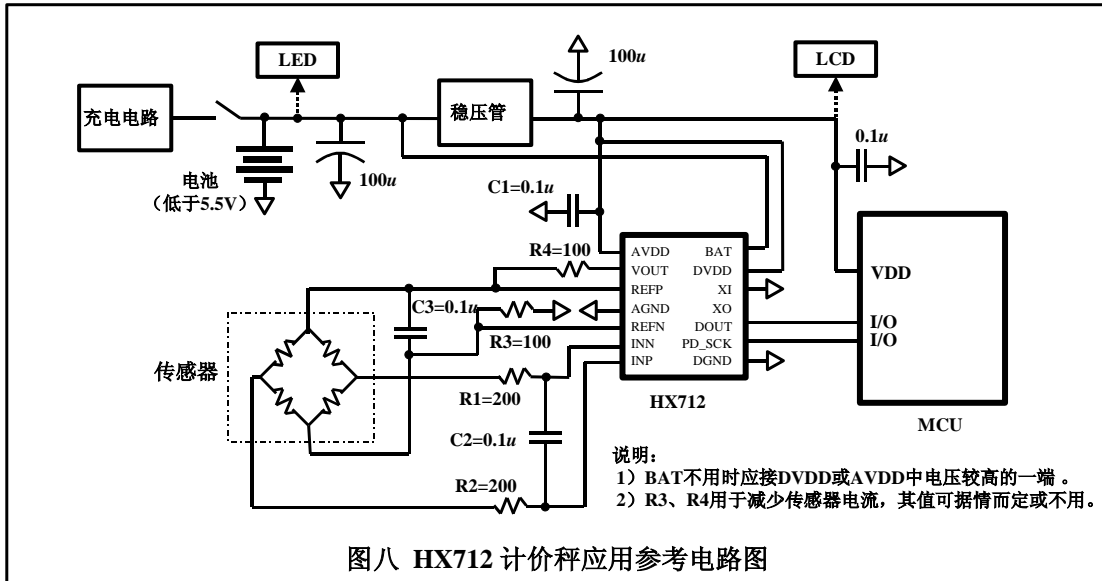 LED
100u
LCD
充电电路
稳压管
0.1u
电池
（低于5.5V）
100u
C1=0.1u
R4=100
AVDD
BAT
VOUT
DVDD
REFP
XI
AGND
XO
REFN
DOUT
INN
PD_SCK
INP
DGND
VDD
I/O
I/O
C3=0.1u
R3=100
传感器
R1=200
HX712
MCU
C2=0.1u
R2=200
说明：
1）BAT不用时应接DVDD或AVDD中电压较高的一端 。
2）R3、R4用于减少传感器电流，其值可据情而定或不用。
图八 HX712 计价秤应用参考电路图